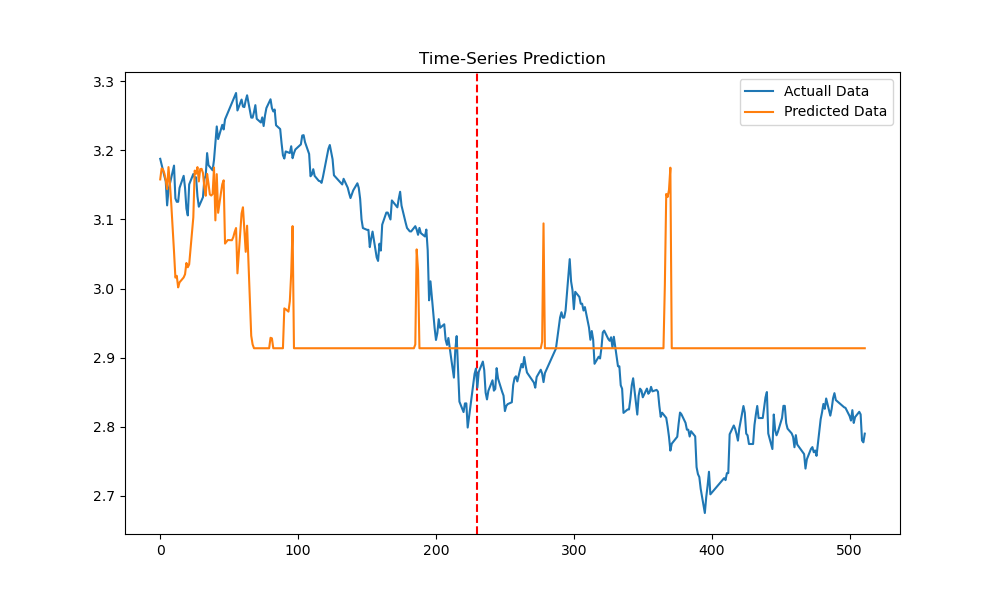 Time-Series Prediction
Actuall Data
Predicted Data
3.3
3.2
3.1
3.0
2.9
2.8
2.7
0 100 200 300 400 500